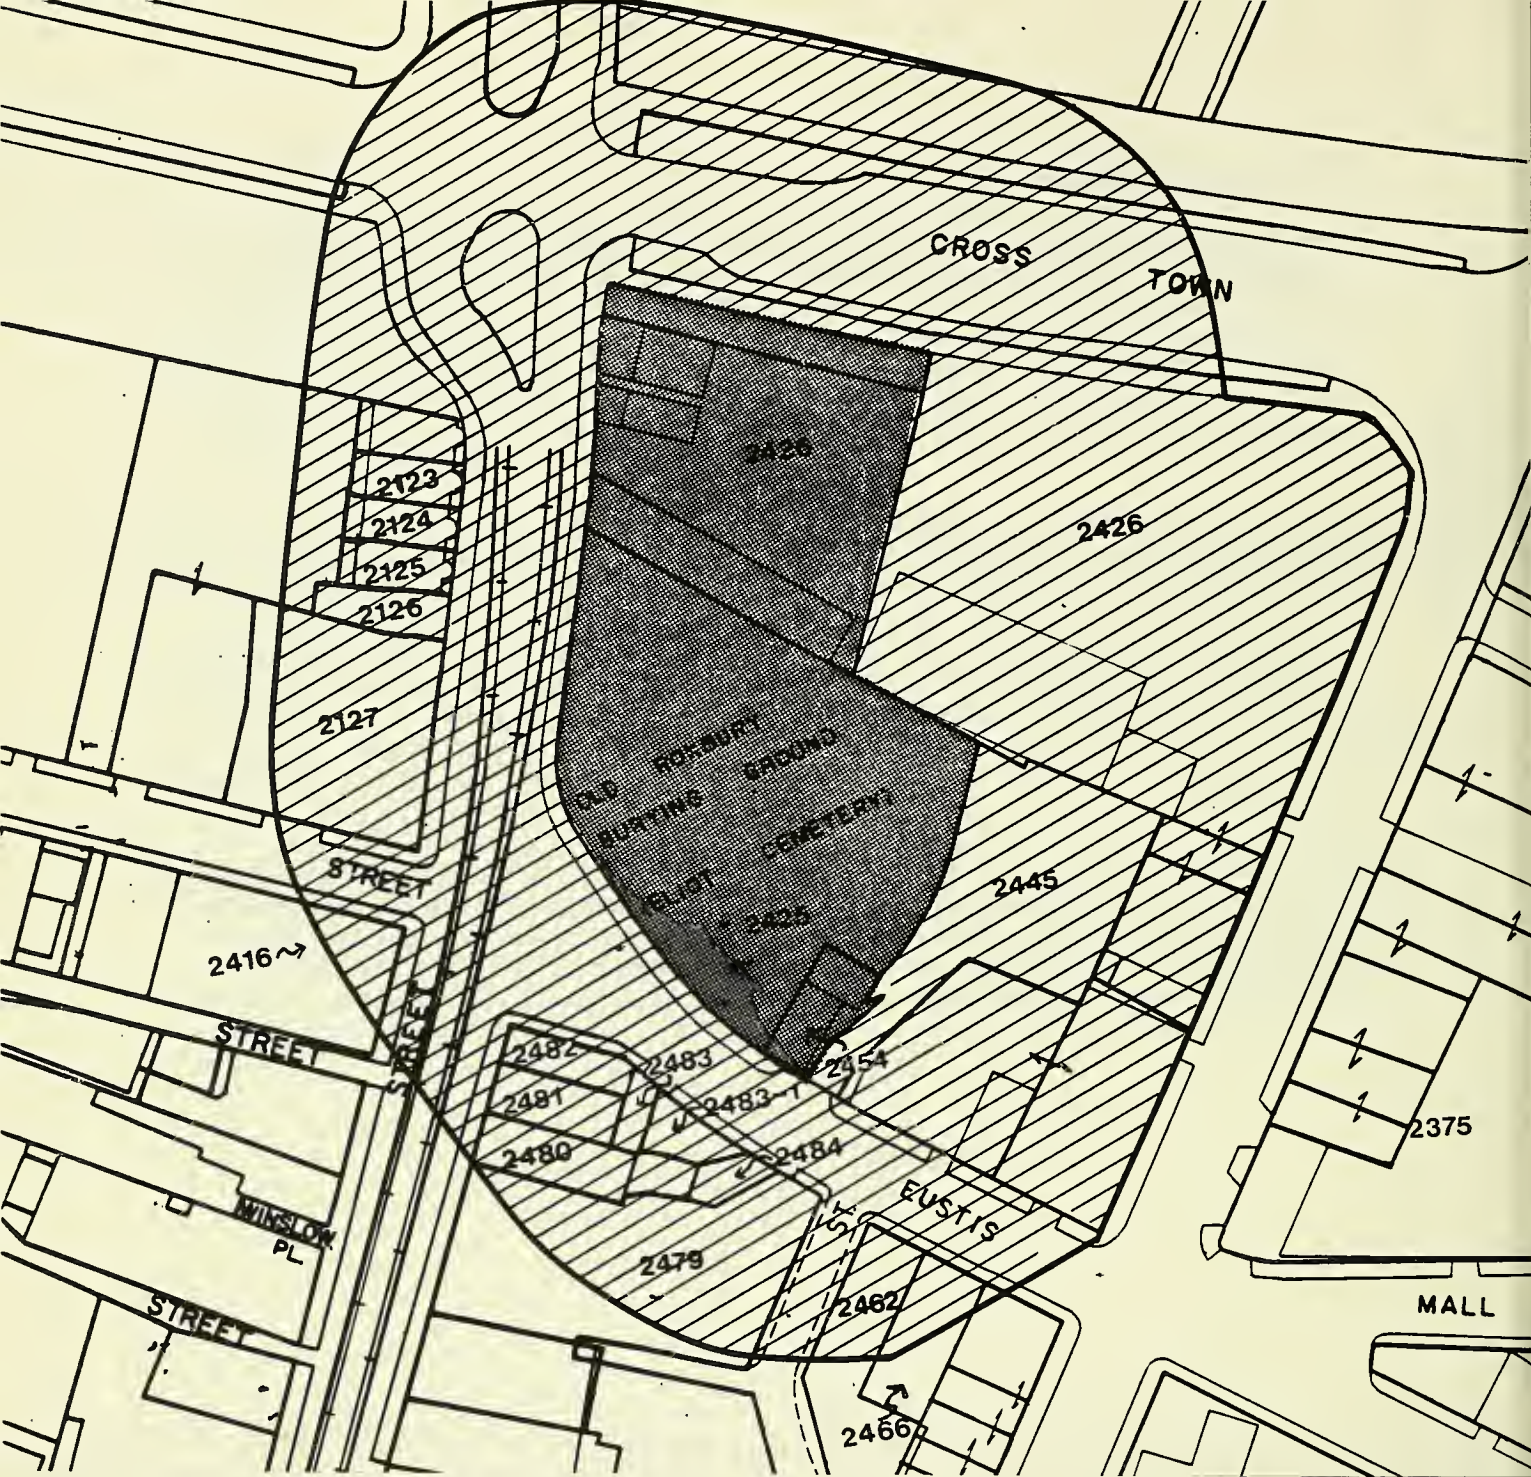 CROSS
TOWN
2426
2426
2123
2124
2125
2126
2127
OLD ROXBURY
BURYING GROUND
(ELIOT CEMETERY)
2425
2445
STREET
2416
STREET
STREET
2454
2482
2483
2481
2483-1
2480
2484
2375
EUSTIS
ST.
WINSLOW
PL.
2479
2462
STREET
MALL
2466